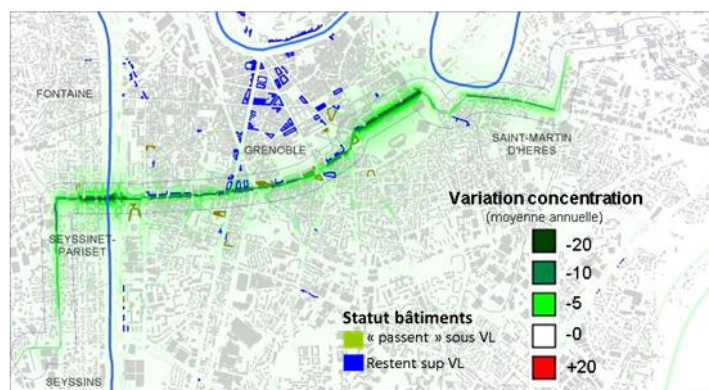 FONTAINE
GRENOBLE
SAINT-MARTIN
D'HERES
SEYSSINET-
PARISET
SEYSSINS
Variation concentration
(moyenne annuelle)
-20
-10
-5
-0
+20
Statut bâtiments
« passent » sous VL
Restent sup VL